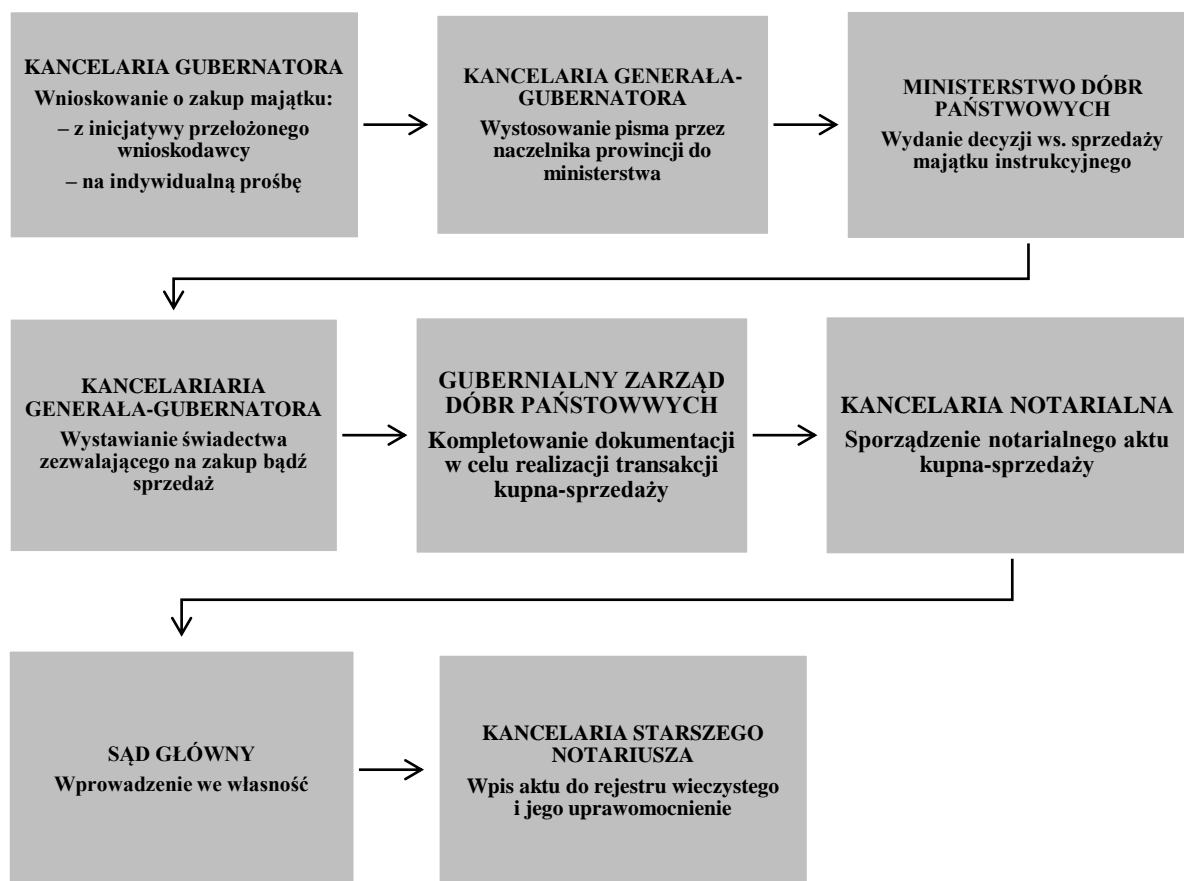 KANCELARIA GUBERNATORA
Wnioskowanie o zakup majątku:
– z inicjatywy przełożonego
wnioskodawcy
– na indywidualną prośbę
KANCELARIA GENERAŁA-
GUBERNATORA
Wystosowanie pisma przez
naczelnika prowincji do
ministerstwa
MINISTERSTWO DÓBR
PAŃSTWOWYCH
Wydanie decyzji ws. sprzedaży
majątku instrukcyjnego
KANCELARIARIA
GENERAŁA-GUBERNATORA
Wystawianie świadectwa
zezwalającego na zakup bądź
sprzedaż
GUBERNIALNY ZARZĄD
DÓBR PAŃSTOWWYCH
Kompletowanie dokumentacji
w celu realizacji transakcji
kupna-sprzedaży
KANCELARIA NOTARIALNA
Sporządzenie notarialnego aktu
kupna-sprzedaży
SĄD GŁÓWNY
Wprowadzenie we własność
KANCELARIA STARSZEGO
NOTARIUSZA
Wpis aktu do rejestru wieczystego
i jego uprawomocnienie